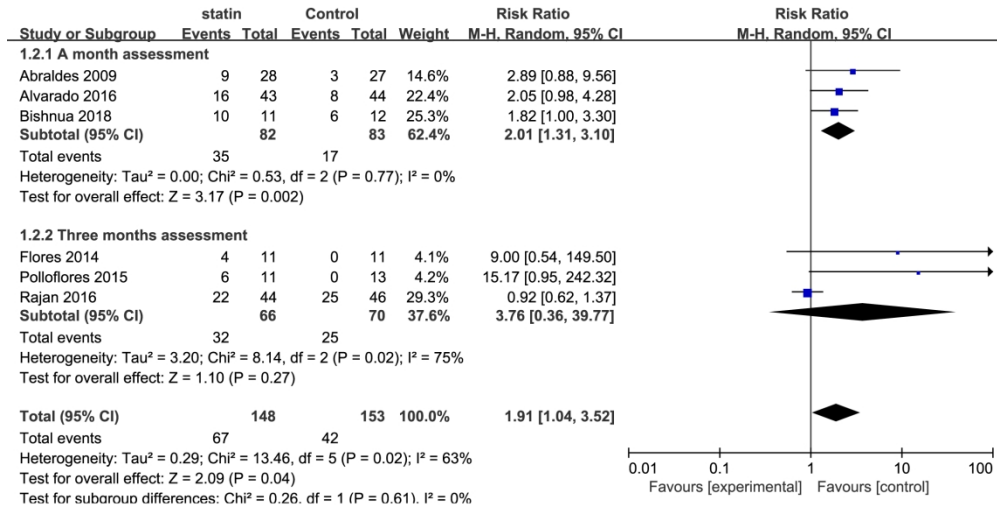 statin Control Risk Ratio Risk Ratio
Study or Subgroup Events Total Events Total Weight M-H, Random, 95% CI M-H, Random, 95% CI
1.2.1 A month assessment
Abraldes 2009 9 28 3 27 14.6% 2.89 [0.88, 9.56]
Alvarado 2016 16 43 8 44 22.4% 2.05 [0.98, 4.28]
Bishnua 2018 10 11 6 12 25.3% 1.82 [1.00, 3.30]
Subtotal (95% CI) 82 83 62.4% 2.01 [1.31, 3.10]
Total events 35 17
Heterogeneity: Tau² = 0.00; Chi² = 0.53, df = 2 (P = 0.77); I² = 0%
Test for overall effect: Z = 3.17 (P = 0.002)
1.2.2 Three months assessment
Flores 2014 4 11 0 11 4.1% 9.00 [0.54, 149.50]
Polloflores 2015 6 11 0 13 4.2% 15.17 [0.95, 242.32]
Rajan 2016 22 44 25 46 29.3% 0.92 [0.62, 1.37]
Subtotal (95% CI) 66 70 37.6% 3.76 [0.36, 39.77]
Total events 32 25
Heterogeneity: Tau² = 3.20; Chi² = 8.14, df = 2 (P = 0.02); I² = 75%
Test for overall effect: Z = 1.10 (P = 0.27)
Total (95% CI) 148 153 100.0% 1.91 [1.04, 3.52]
Total events 67 42
Heterogeneity: Tau² = 0.29; Chi² = 13.46, df = 5 (P = 0.02); I² = 63%
Test for overall effect: Z = 2.09 (P = 0.04)
Test for subgroup differences: Chi² = 0.26, df = 1 (P = 0.61), I² = 0%
0.01 0.1 1 10 100
Favours [experimental] Favours [control]